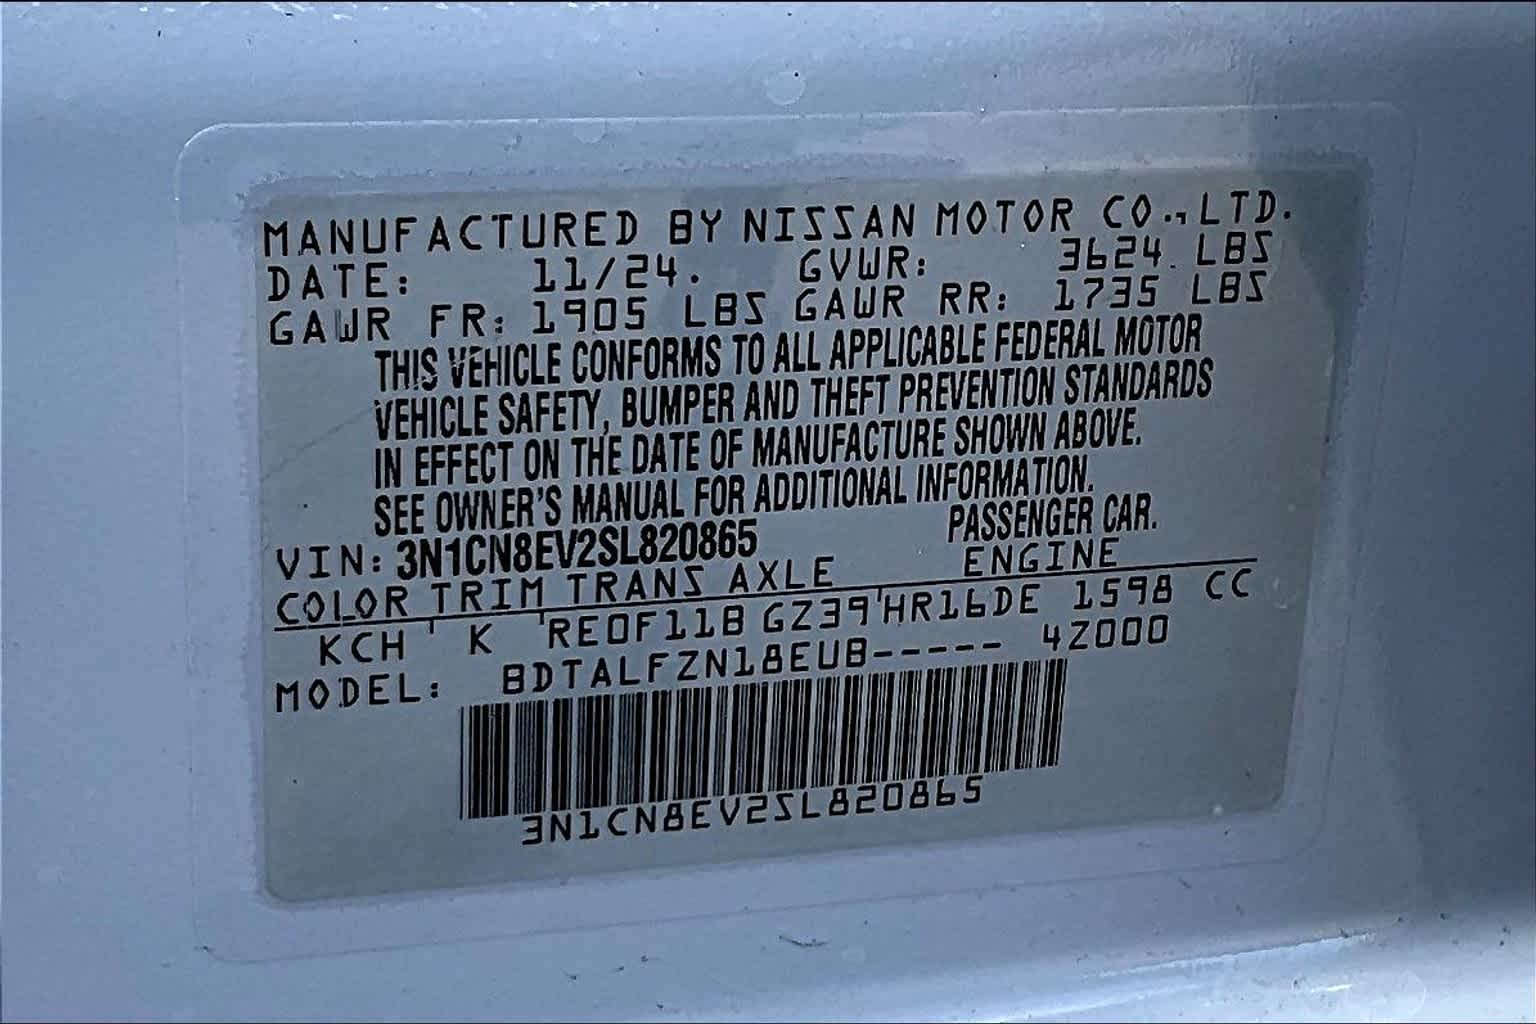 MANUFACTURED BY NISSAN MOTOR CO., LTD.
DATE: 11/24. GVWR: 3624 LBS
GAWR FR: 1905 LBS GAWR RR: 1735 LBS
THIS VEHICLE CONFORMS TO ALL APPLICABLE FEDERAL MOTOR
VEHICLE SAFETY, BUMPER AND THEFT PREVENTION STANDARDS
IN EFFECT ON THE DATE OF MANUFACTURE SHOWN ABOVE.
SEE OWNER'S MANUAL FOR ADDITIONAL INFORMATION.
VIN: 3N1CN8EV2SL820865 PASSENGER CAR.
COLOR TRIM TRANS AXLE ENGINE
KCH K RE0F11B GZ39 HR16DE 1598 CC
MODEL: BDTALFZN18EUB----- 4Z000
3N1CN8EV2SL820865